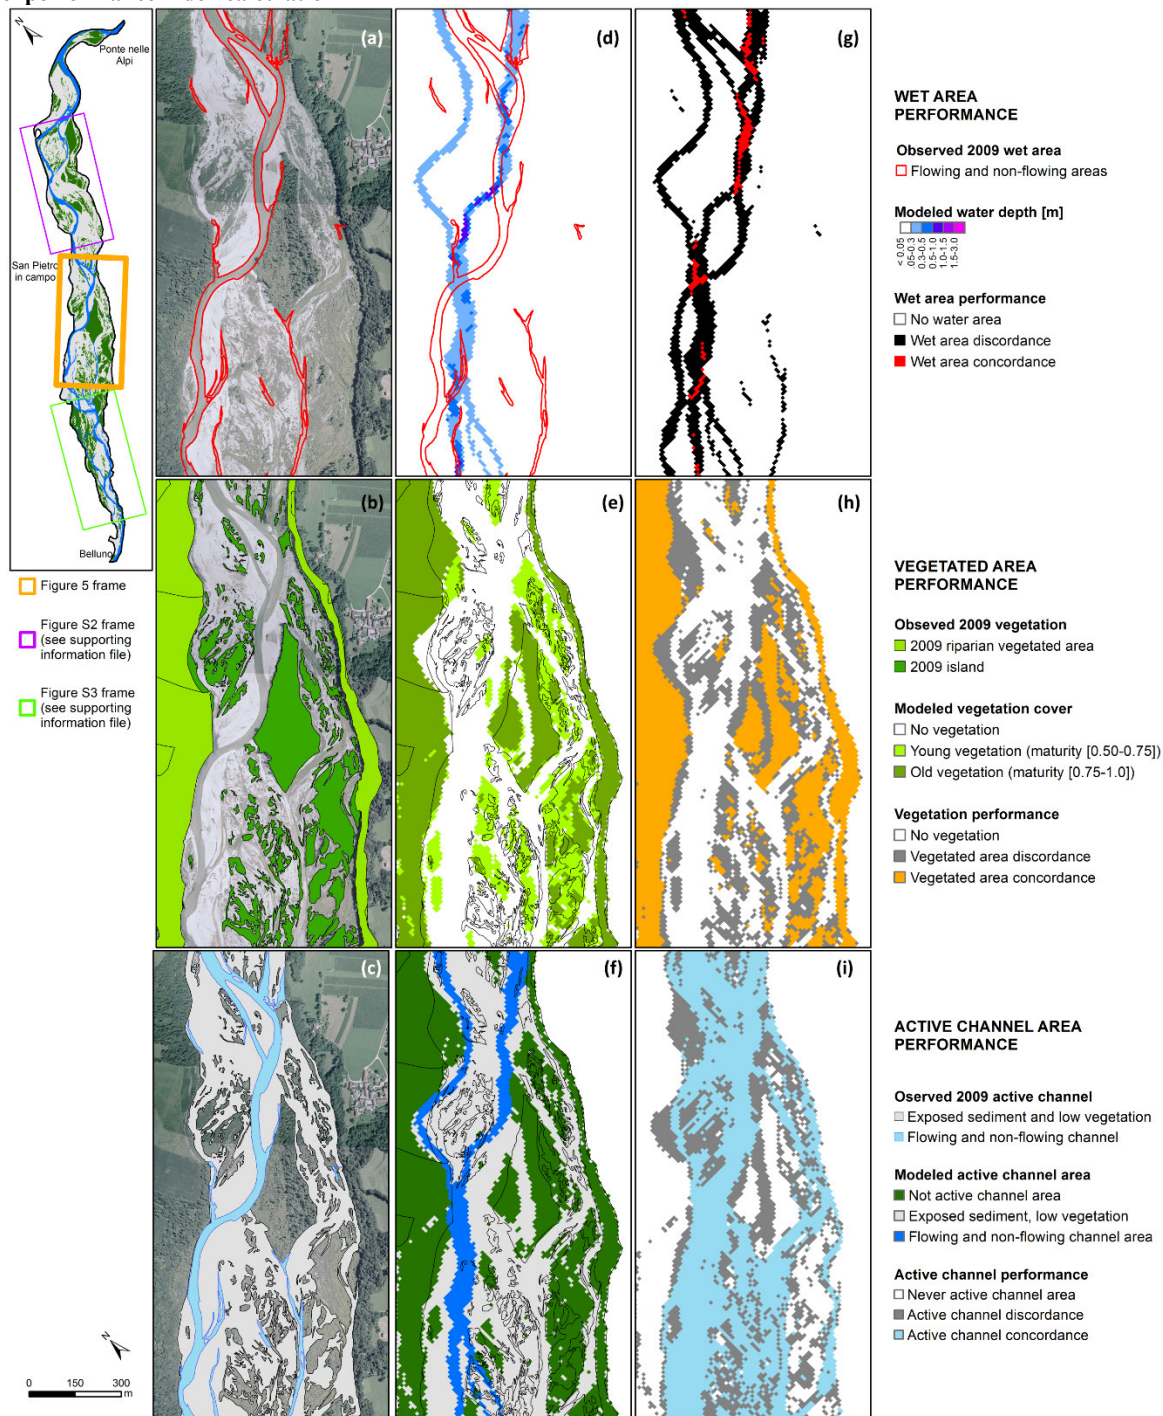 N
Ponte nelle
Alpi
San Pietro
in campo
Belluno
Figure 5 frame
Figure S2 frame
(see supporting
information file)
Figure S3 frame
(see supporting
information file)
(a)
(d)
(g)
(b)
(e)
(h)
(c)
(f)
(i)
N
0 150 300
m
WET AREA
PERFORMANCE
Observed 2009 wet area
Flowing and non-flowing areas
Modeled water depth [m]
< 0.05
.05-0.3
0.3-0.5
0.5-1.0
1.0-1.5
1.5-3.0
Wet area performance
No water area
Wet area discordance
Wet area concordance
VEGETATED AREA
PERFORMANCE
Obseved 2009 vegetation
2009 riparian vegetated area
2009 island
Modeled vegetation cover
No vegetation
Young vegetation (maturity [0.50-0.75])
Old vegetation (maturity [0.75-1.0])
Vegetation performance
No vegetation
Vegetated area discordance
Vegetated area concordance
ACTIVE CHANNEL AREA
PERFORMANCE
Oserved 2009 active channel
Exposed sediment and low vegetation
Flowing and non-flowing channel
Modeled active channel area
Not active channel area
Exposed sediment, low vegetation
Flowing and non-flowing channel area
Active channel performance
Never active channel area
Active channel discordance
Active channel concordance